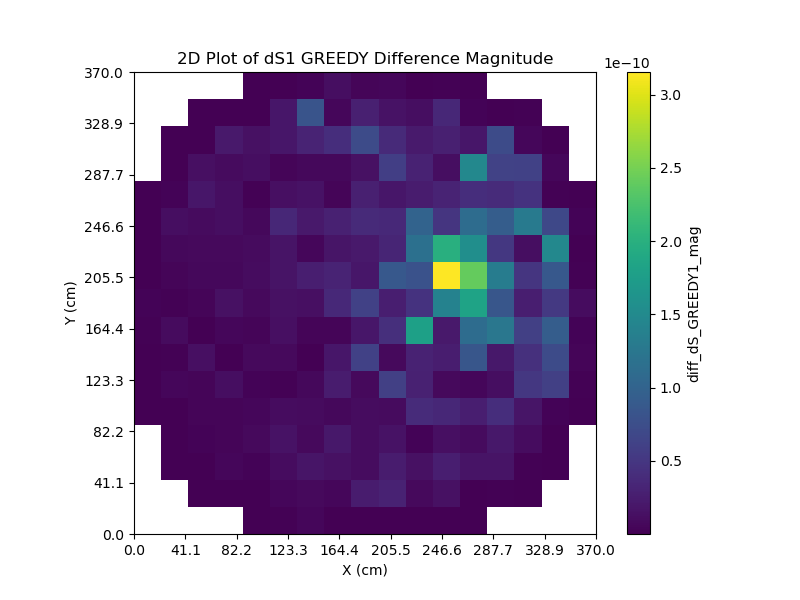 2D Plot of dS1 GREEDY Difference Magnitude
1e−10
370.0
328.9
287.7
246.6
205.5
164.4
123.3
82.2
41.1
0.0
Y (cm)
0.0 41.1 82.2 123.3 164.4 205.5 246.6 287.7 328.9 370.0
X (cm)
3.0
2.5
2.0
1.5
1.0
0.5
diff_dS_GREEDY1_mag